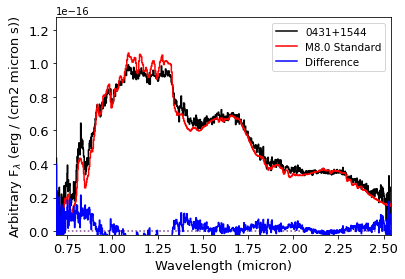 1e−16
0431+1544
M8.0 Standard
Difference
Arbitrary Fλ (erg / (cm2 micron s))
1.2
1.0
0.8
0.6
0.4
0.2
0.0
0.75 1.00 1.25 1.50 1.75 2.00 2.25 2.50
Wavelength (micron)